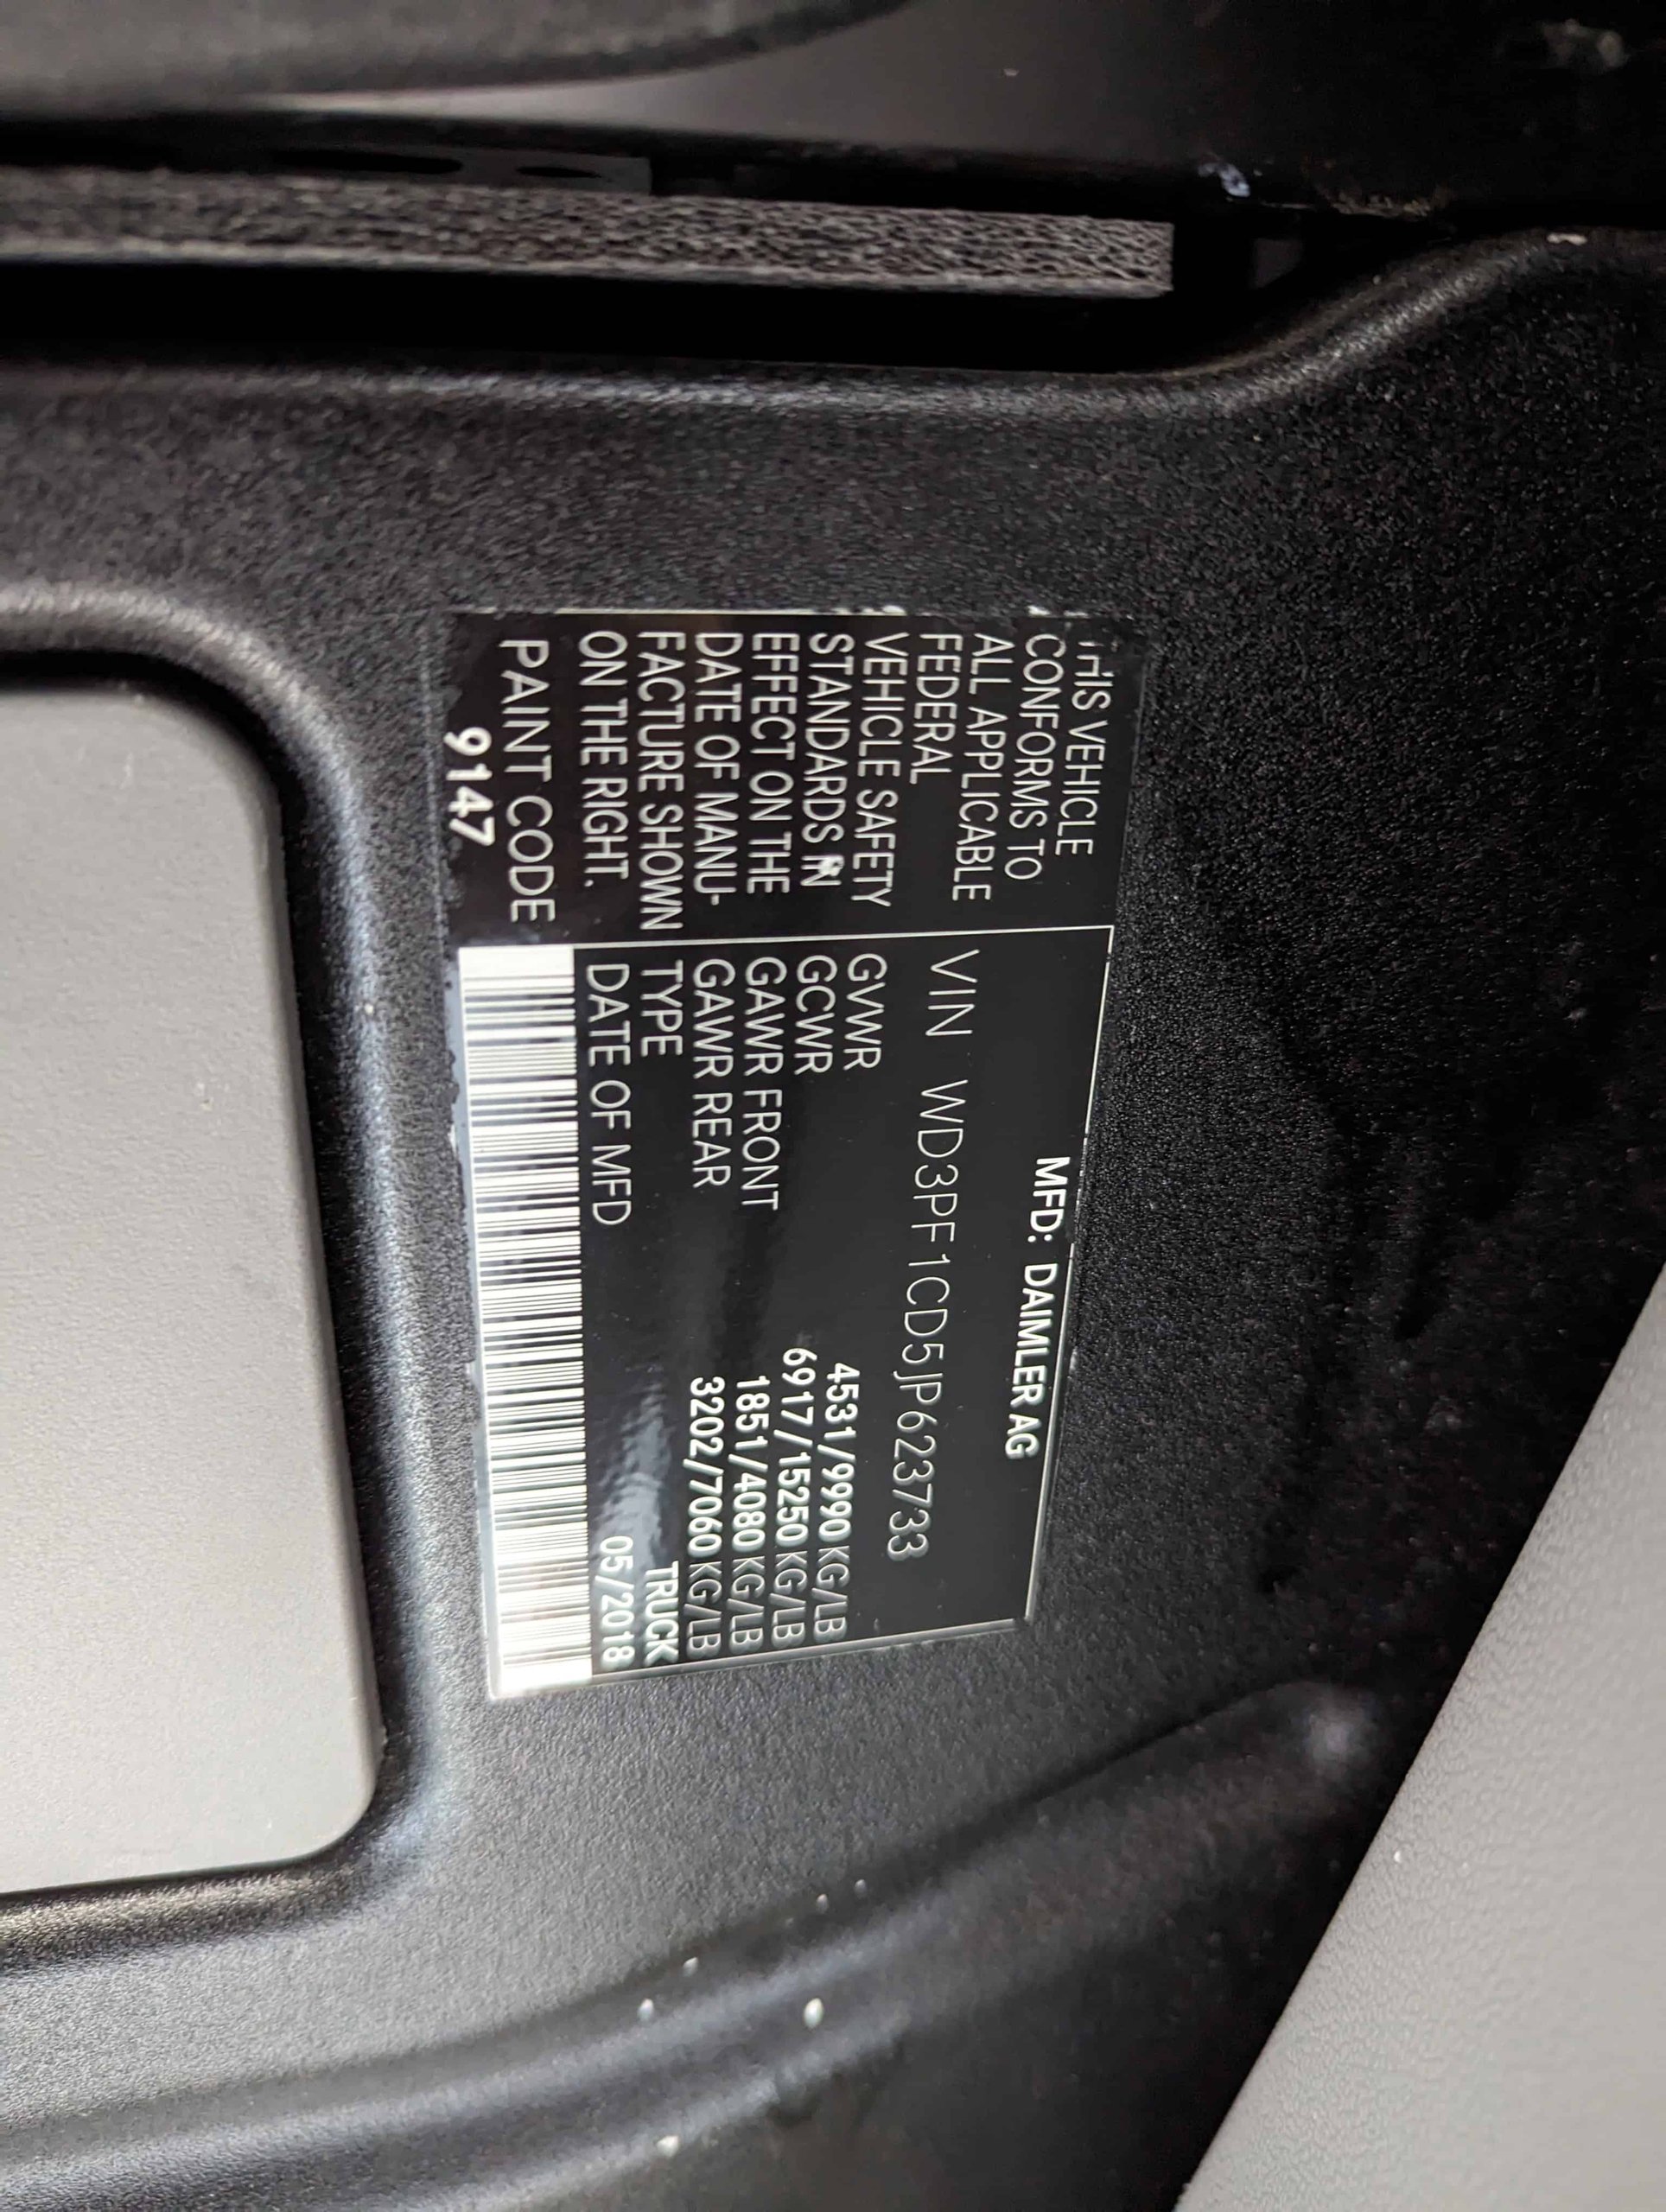 THIS VEHICLE
CONFORMS TO
ALL APPLICABLE
FEDERAL
VEHICLE SAFETY
STANDARDS IN
EFFECT ON THE
DATE OF MANU-
FACTURE SHOWN
ON THE RIGHT.
PAINT CODE
9147
MFD: DAIMLER AG
VIN WD3PF1CD5JP623733
GVWR 4531/9990 KG/LB
GCWR 6917/15250 KG/LB
GAWR FRONT 1851/4080 KG/LB
GAWR REAR 3202/7060 KG/LB
TYPE TRUCK
DATE OF MFD 05/2018